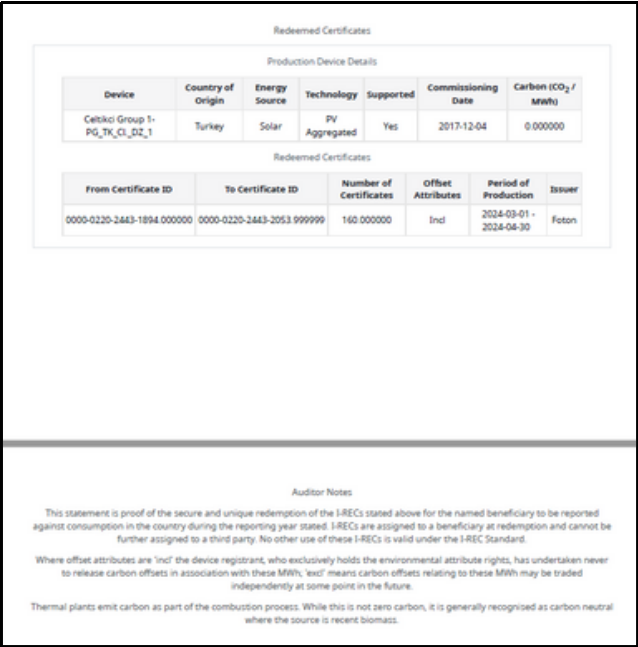 Redeemed Certificates
Production Device Details
Device Country of Origin Energy Source Technology Supported Commissioning Date Carbon (CO₂ / MWh)
Celtikci Group 1- PG_TK_CI_DZ_1 Turkey Solar PV Aggregated Yes 2017-12-04 0.000000
Redeemed Certificates
From Certificate ID To Certificate ID Number of Certificates Offset Attributes Period of Production Issuer
0000-0220-2443-1894.000000 0000-0220-2443-2053.999999 160.000000 Incl 2024-03-01 - 2024-04-30 Foton
Auditor Notes
This statement is proof of the secure and unique redemption of the I-RECs stated above for the named beneficiary to be reported
against consumption in the country during the reporting year stated. I-RECs are assigned to a beneficiary at redemption and cannot be
further assigned to a third party. No other use of these I-RECs is valid under the I-REC Standard.
Where offset attributes are 'incl' the device registrant, who exclusively holds the environmental attribute rights, has undertaken never
to release carbon offsets in association with these MWh; 'excl' means carbon offsets relating to these MWh may be traded
independently at some point in the future.
Thermal plants emit carbon as part of the combustion process. While this is not zero carbon, it is generally recognised as carbon neutral
where the source is recent biomass.